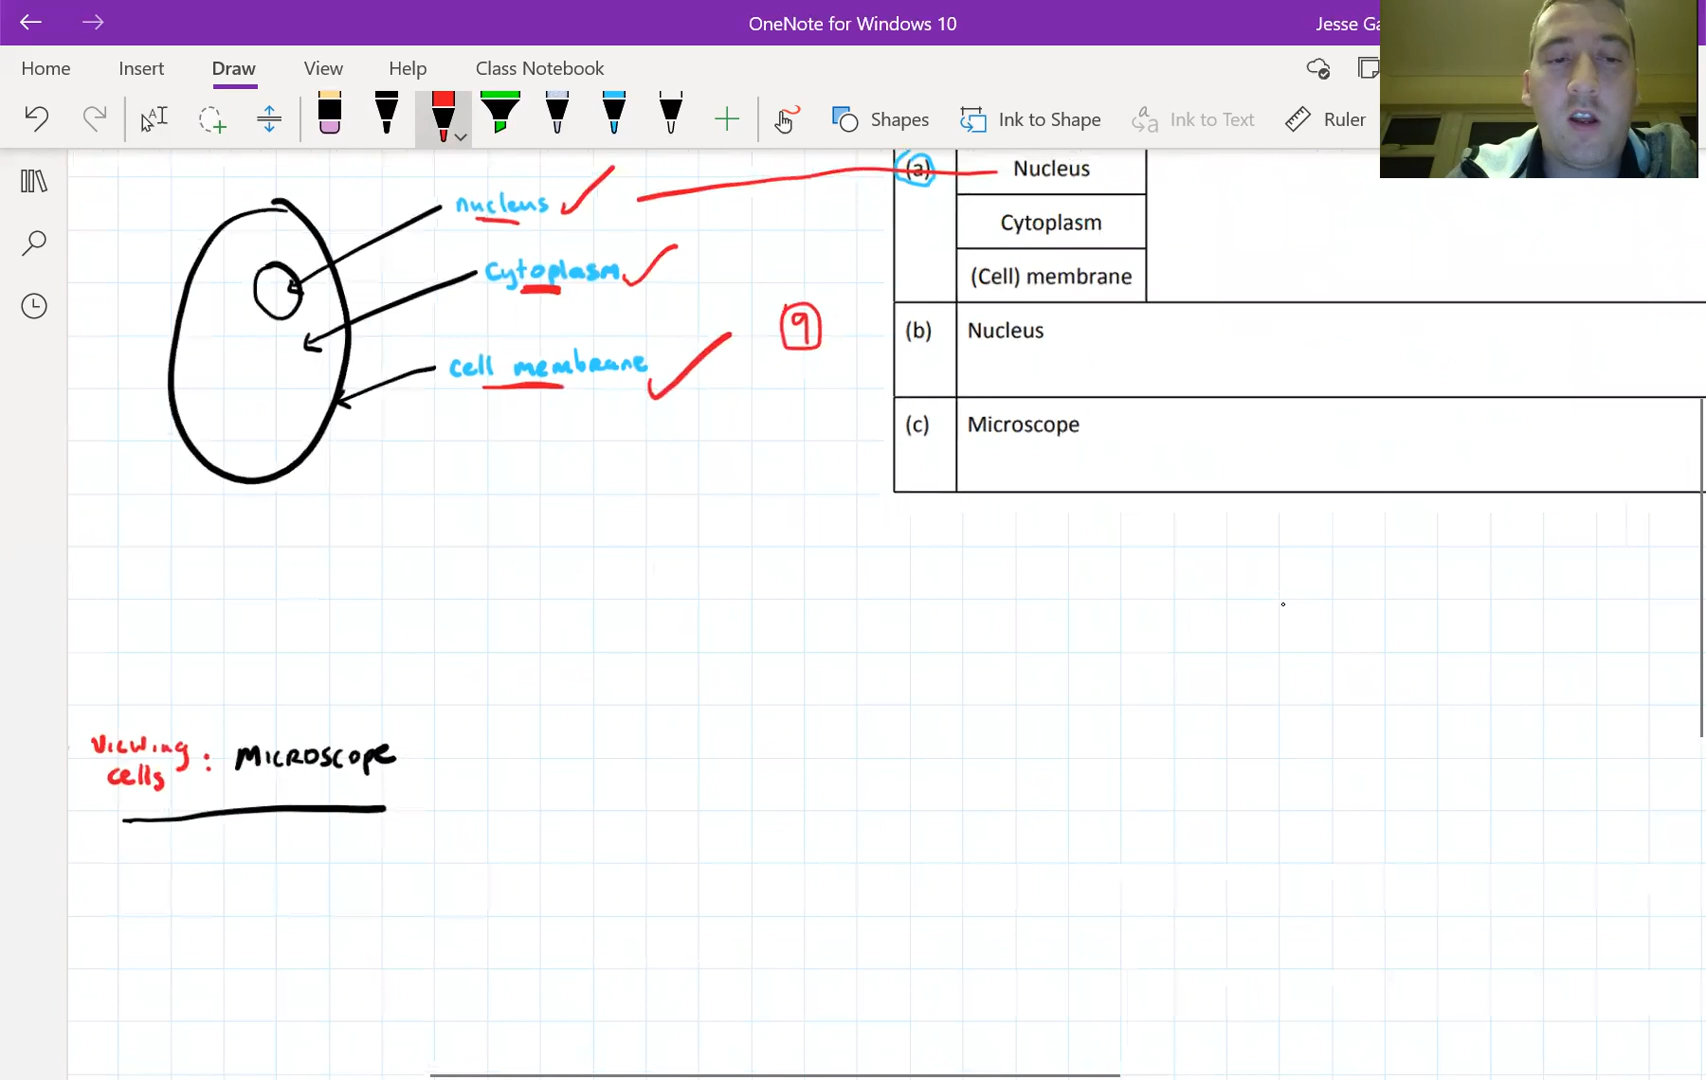 OneNote for Windows 10
Jesse Ga
Home Insert Draw View Help Class Notebook
Shapes Ink to Shape Ink to Text Ruler
nucleus
Cytoplasm
cell membrane
9
(a) Nucleus
Cytoplasm
(Cell) membrane
(b) Nucleus
(c) Microscope
Viewing cells : Microscope